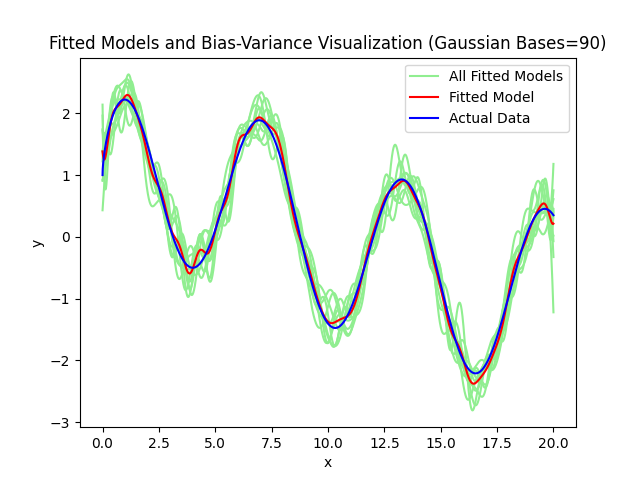 Fitted Models and Bias-Variance Visualization (Gaussian Bases=90)
All Fitted Models
Fitted Model
Actual Data
y
2
1
0
−1
−2
−3
0.0 2.5 5.0 7.5 10.0 12.5 15.0 17.5 20.0
x